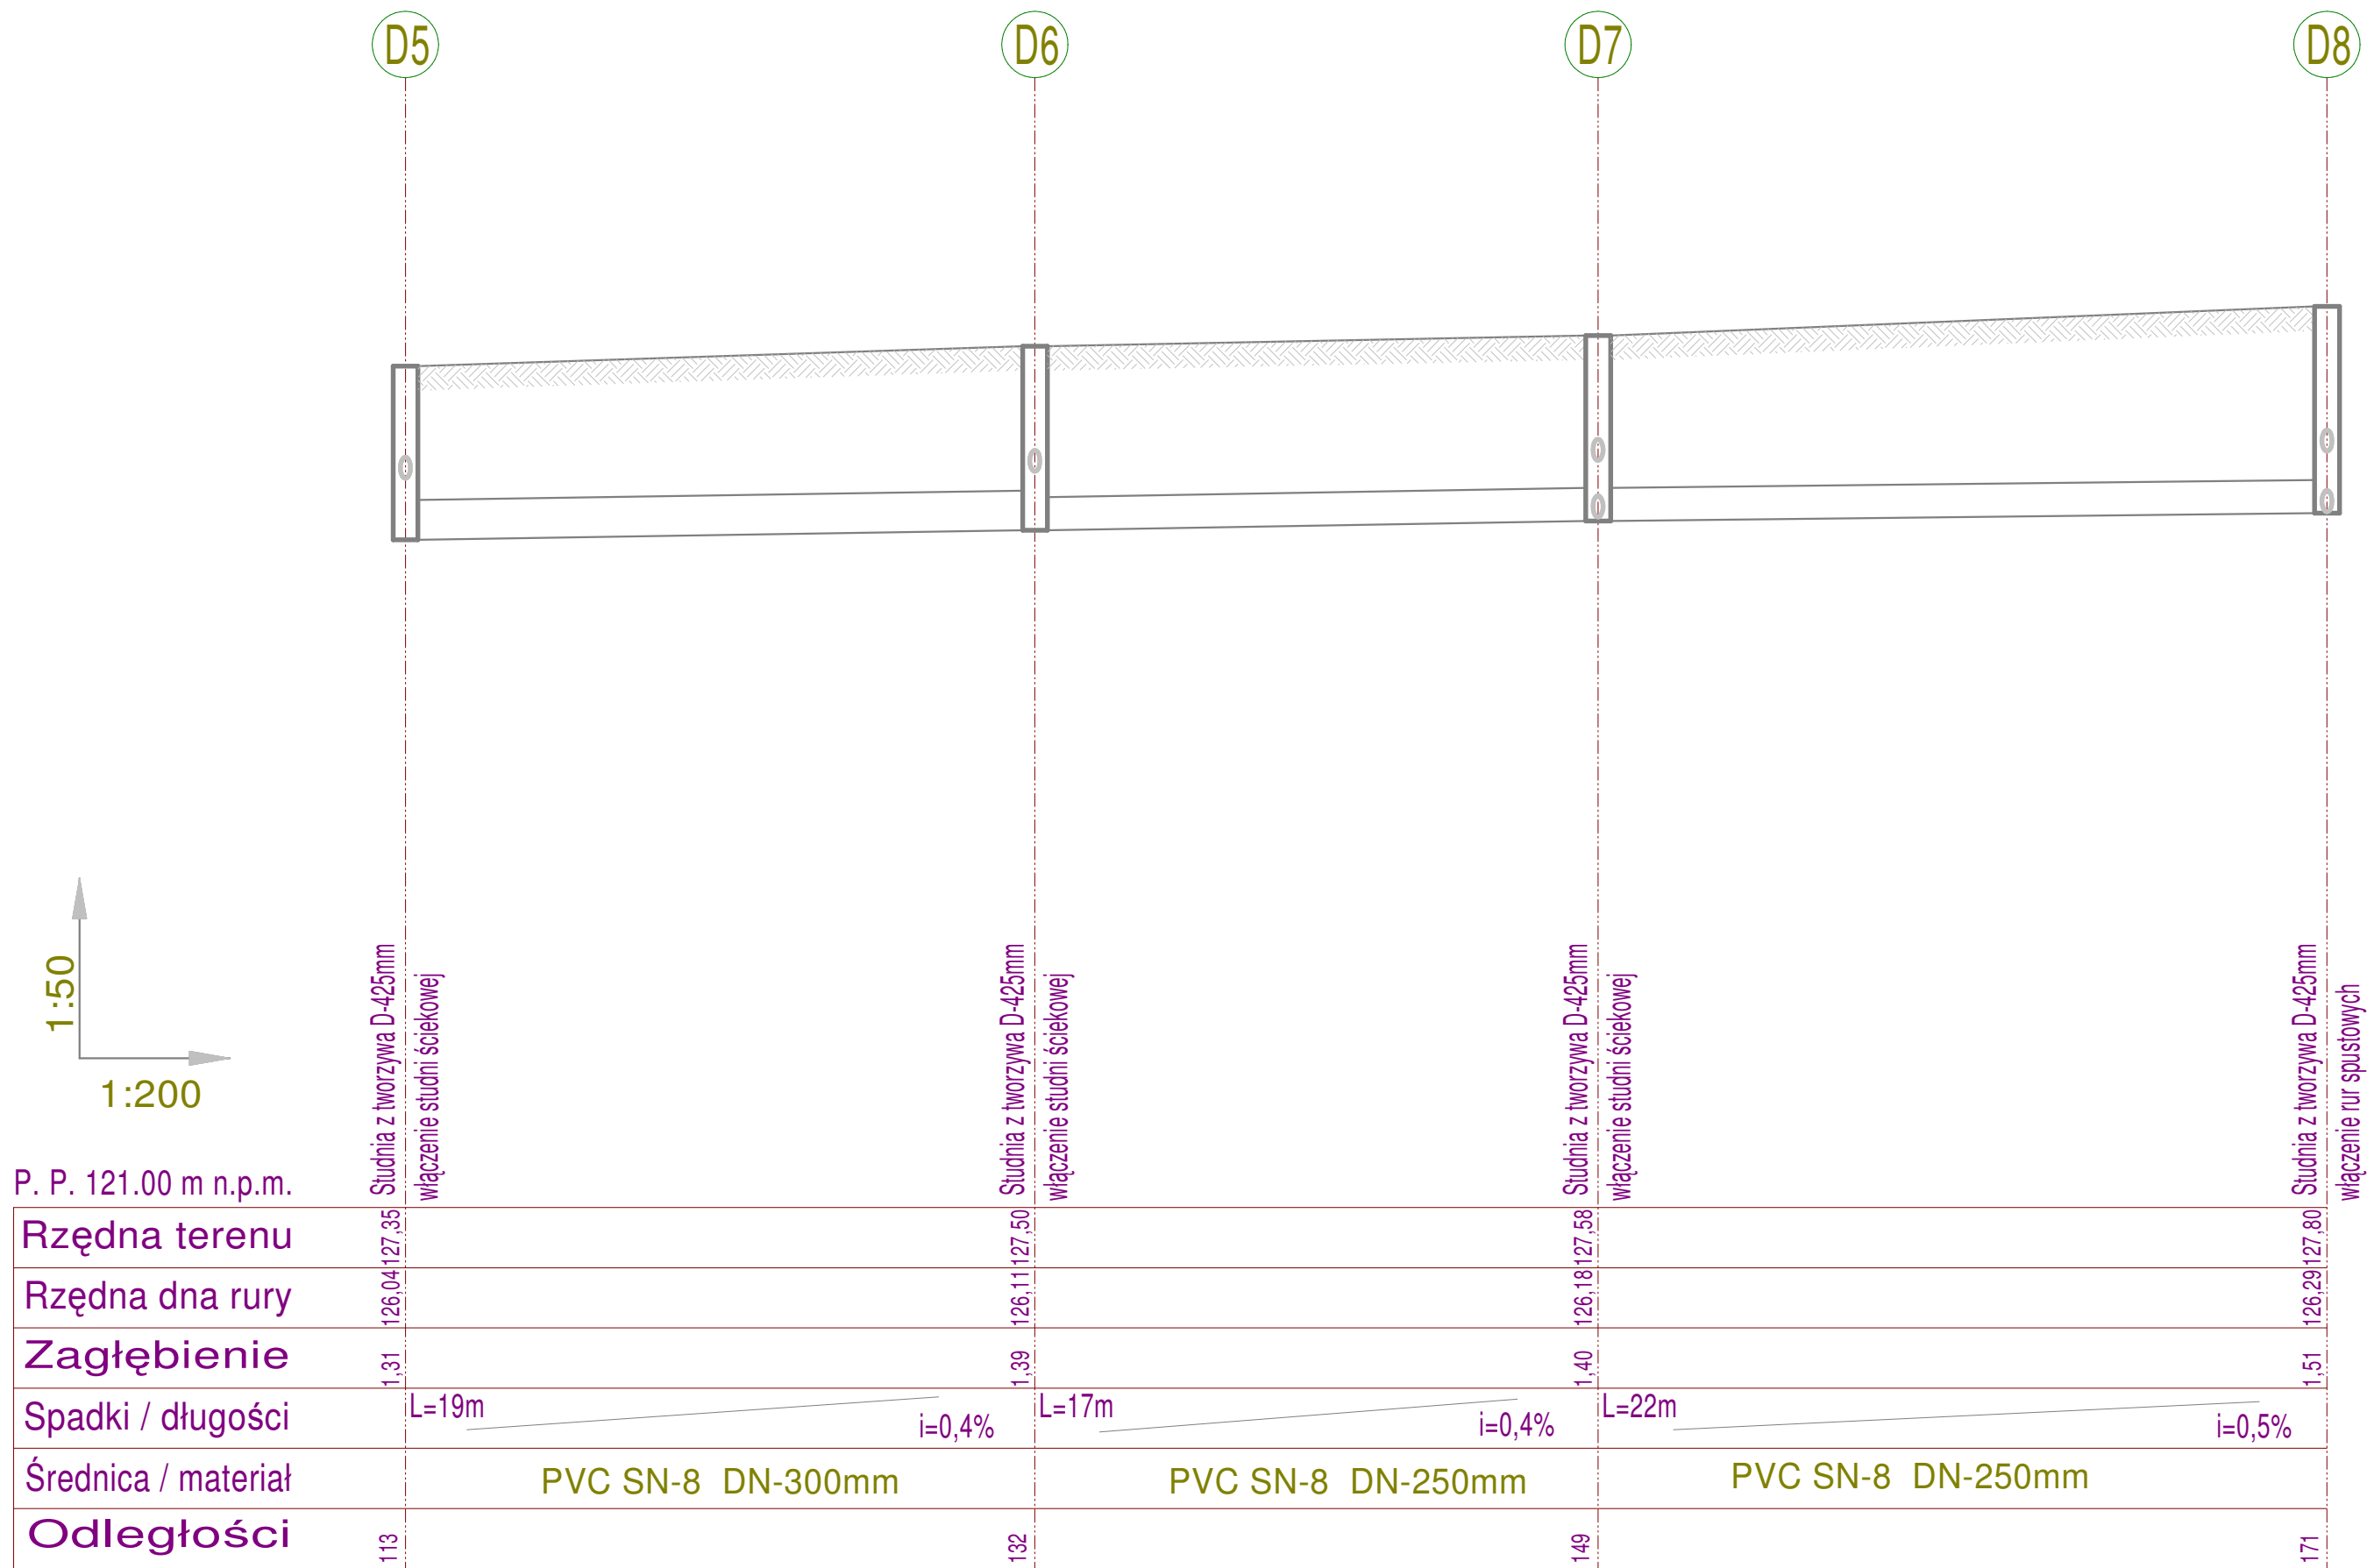 D5 D6 D7 D8
1:50
1:200
Studnia z tworzywa D-425mm
włączenie studni ściekowej
Studnia z tworzywa D-425mm
włączenie studni ściekowej
Studnia z tworzywa D-425mm
włączenie studni ściekowej
Studnia z tworzywa D-425mm
włączenie rur spustowych
P. P. 121.00 m n.p.m.
Rzędna terenu 127,35 127,50 127,58 127,80
Rzędna dna rury 126,04 126,11 126,18 126,29
Zagłębienie 1,31 1,39 1,40 1,51
Spadki / długości L=19m i=0,4% L=17m i=0,4% L=22m i=0,5%
Średnica / materiał PVC SN-8 DN-300mm PVC SN-8 DN-250mm PVC SN-8 DN-250mm
Odległości 113 132 149 171